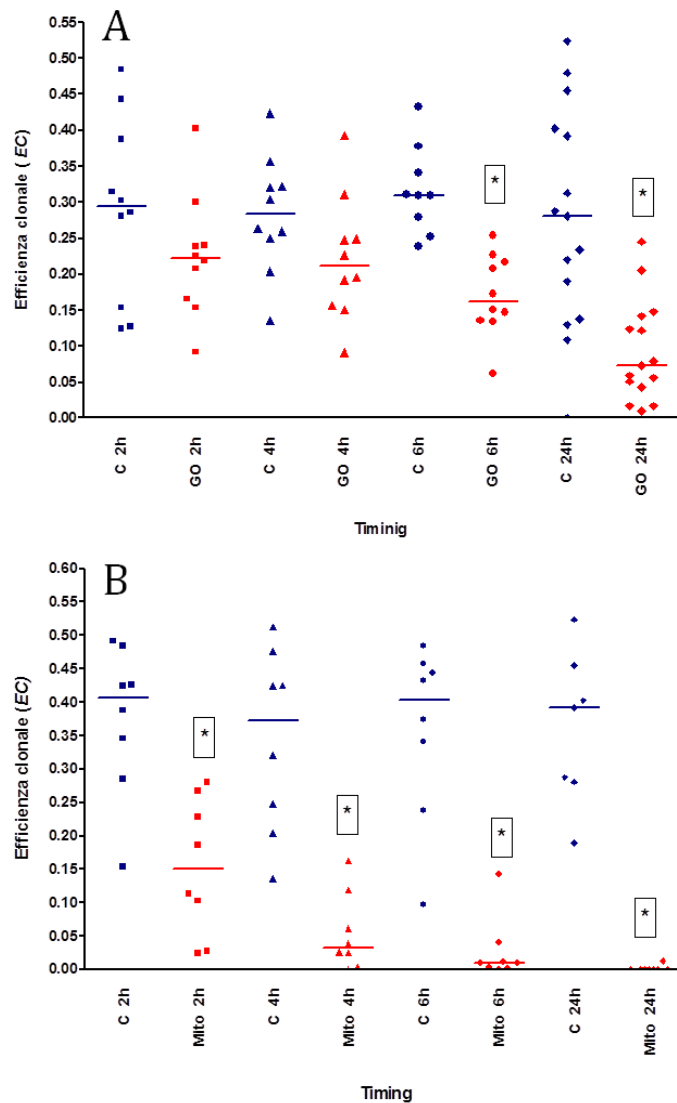 A
Efficienza clonale (EC)
0.55
0.50
0.45
0.40
0.35
0.30
0.25
0.20
0.15
0.10
0.05
0.00
*
*
C 2h
GO 2h
C 4h
GO 4h
C 6h
GO 6h
C 24h
GO 24h
Timinig
B
Efficienza clonale (EC)
0.60
0.55
0.50
0.45
0.40
0.35
0.30
0.25
0.20
0.15
0.10
0.05
0.00
*
*
*
*
C 2h
Mito 2h
C 4h
Mito 4h
C 6h
Mito 6h
C 24h
Mito 24h
Timing